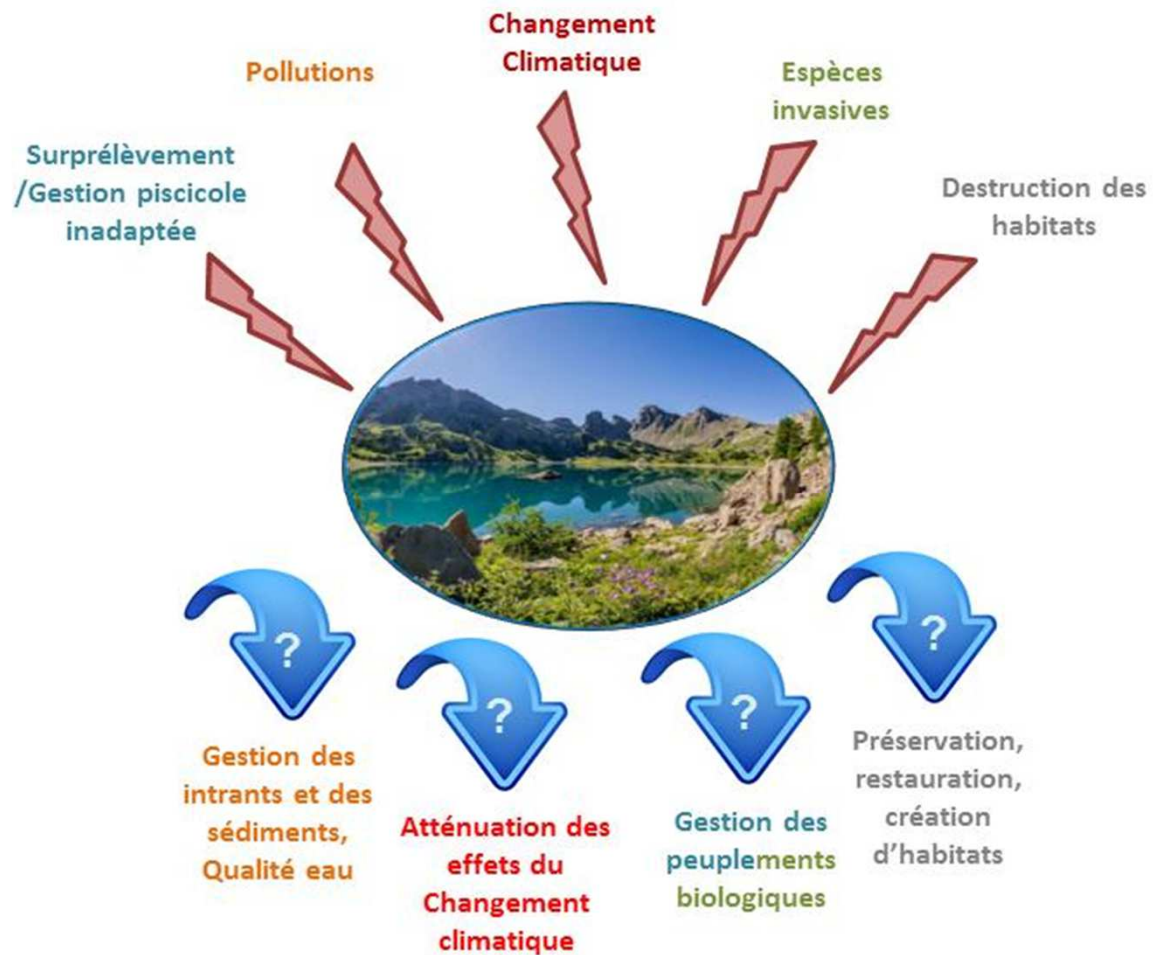 Changement
Climatique
Pollutions
Espèces
invasives
Surprélèvement
/Gestion piscicole
inadaptée
Destruction des
habitats
?
?
?
?
Gestion des
intrants et des
sédiments,
Qualité eau
Atténuation des
effets du
Changement
climatique
Gestion des
peuplements
biologiques
Préservation,
restauration,
création
d'habitats